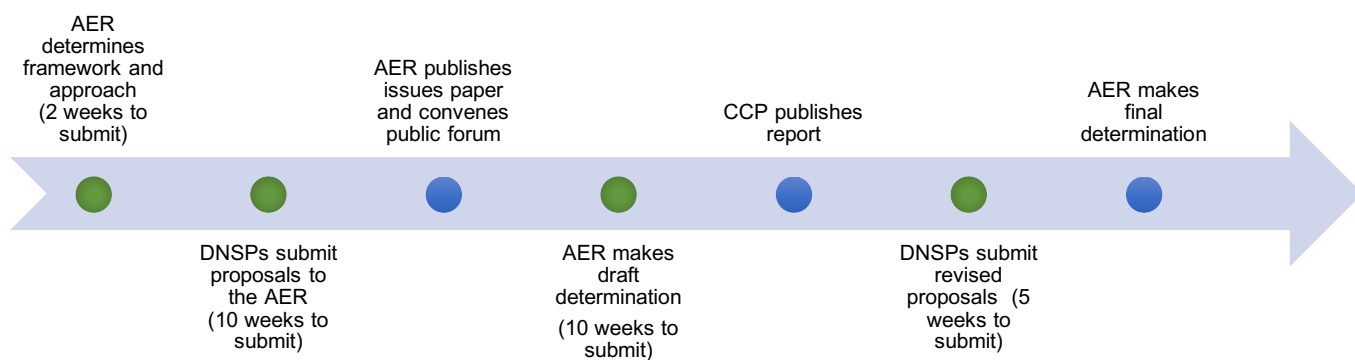 AER
determines
framework and
approach
(2 weeks to
submit)
DNSPs submit
proposals to
the AER
(10 weeks to
submit)
AER publishes
issues paper
and convenes
public forum
AER makes
draft
determination
(10 weeks to
submit)
CCP publishes
report
DNSPs submit
revised
proposals (5
weeks to
submit)
AER makes
final
determination